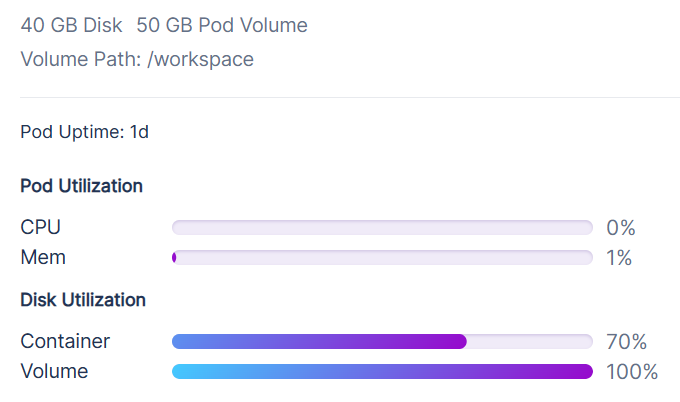 40 GB Disk 50 GB Pod Volume
Volume Path: /workspace
Pod Uptime: 1d
Pod Utilization
CPU 0%
Mem 1%
Disk Utilization
Container 70%
Volume 100%